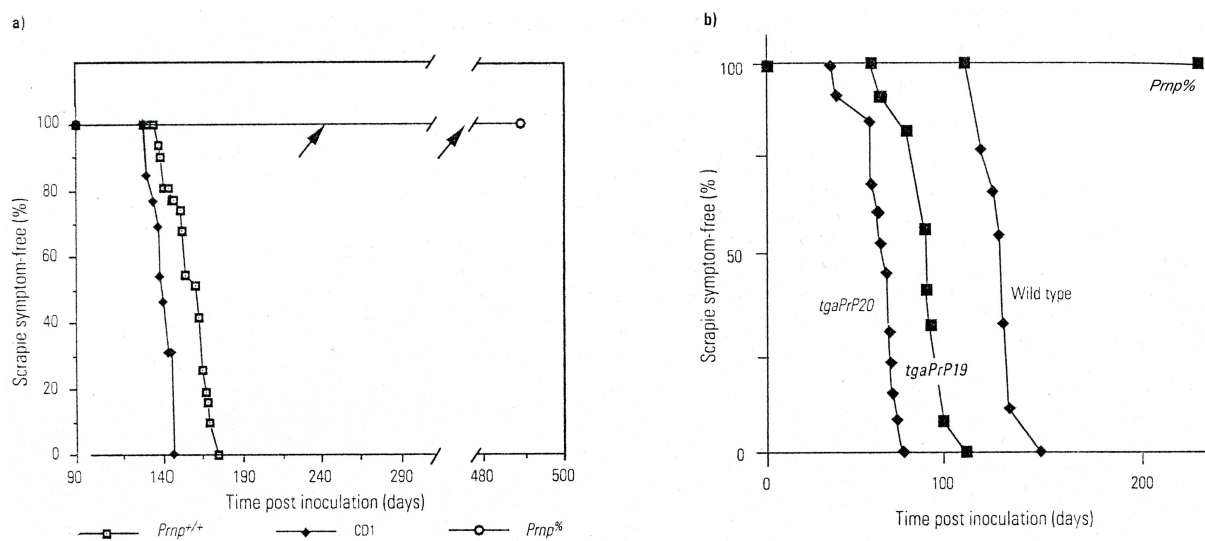 a)
Scrapie symptom-free (%)
100
80
60
40
20
0
90
140
190
240
290
480
500
Time post inoculation (days)
Prnp+/+
CD1
Prnp%
b)
Scrapie symptom-free (%)
100
50
0
Prnp%
tgaPrP20
tgaPrP19
Wild type
0
100
200
Time post inoculation (days)